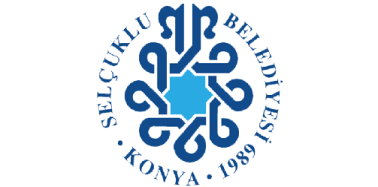 SELÇUKLU BELEDİYESİ
• KONYA • 1989